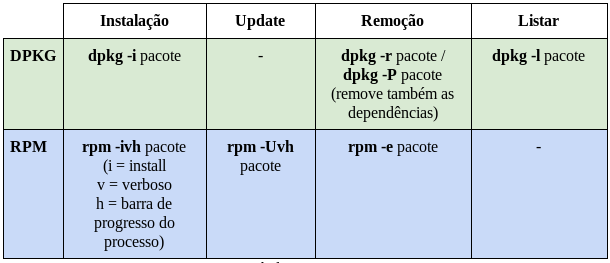 Instalação Update Remoção Listar
DPKG
dpkg -i pacote
-
dpkg -r pacote /
dpkg -P pacote
(remove também as
dependências)
dpkg -l pacote
RPM
rpm -ivh pacote
(i = install
v = verboso
h = barra de
progresso do
processo)
rpm -Uvh
pacote
rpm -e pacote
-